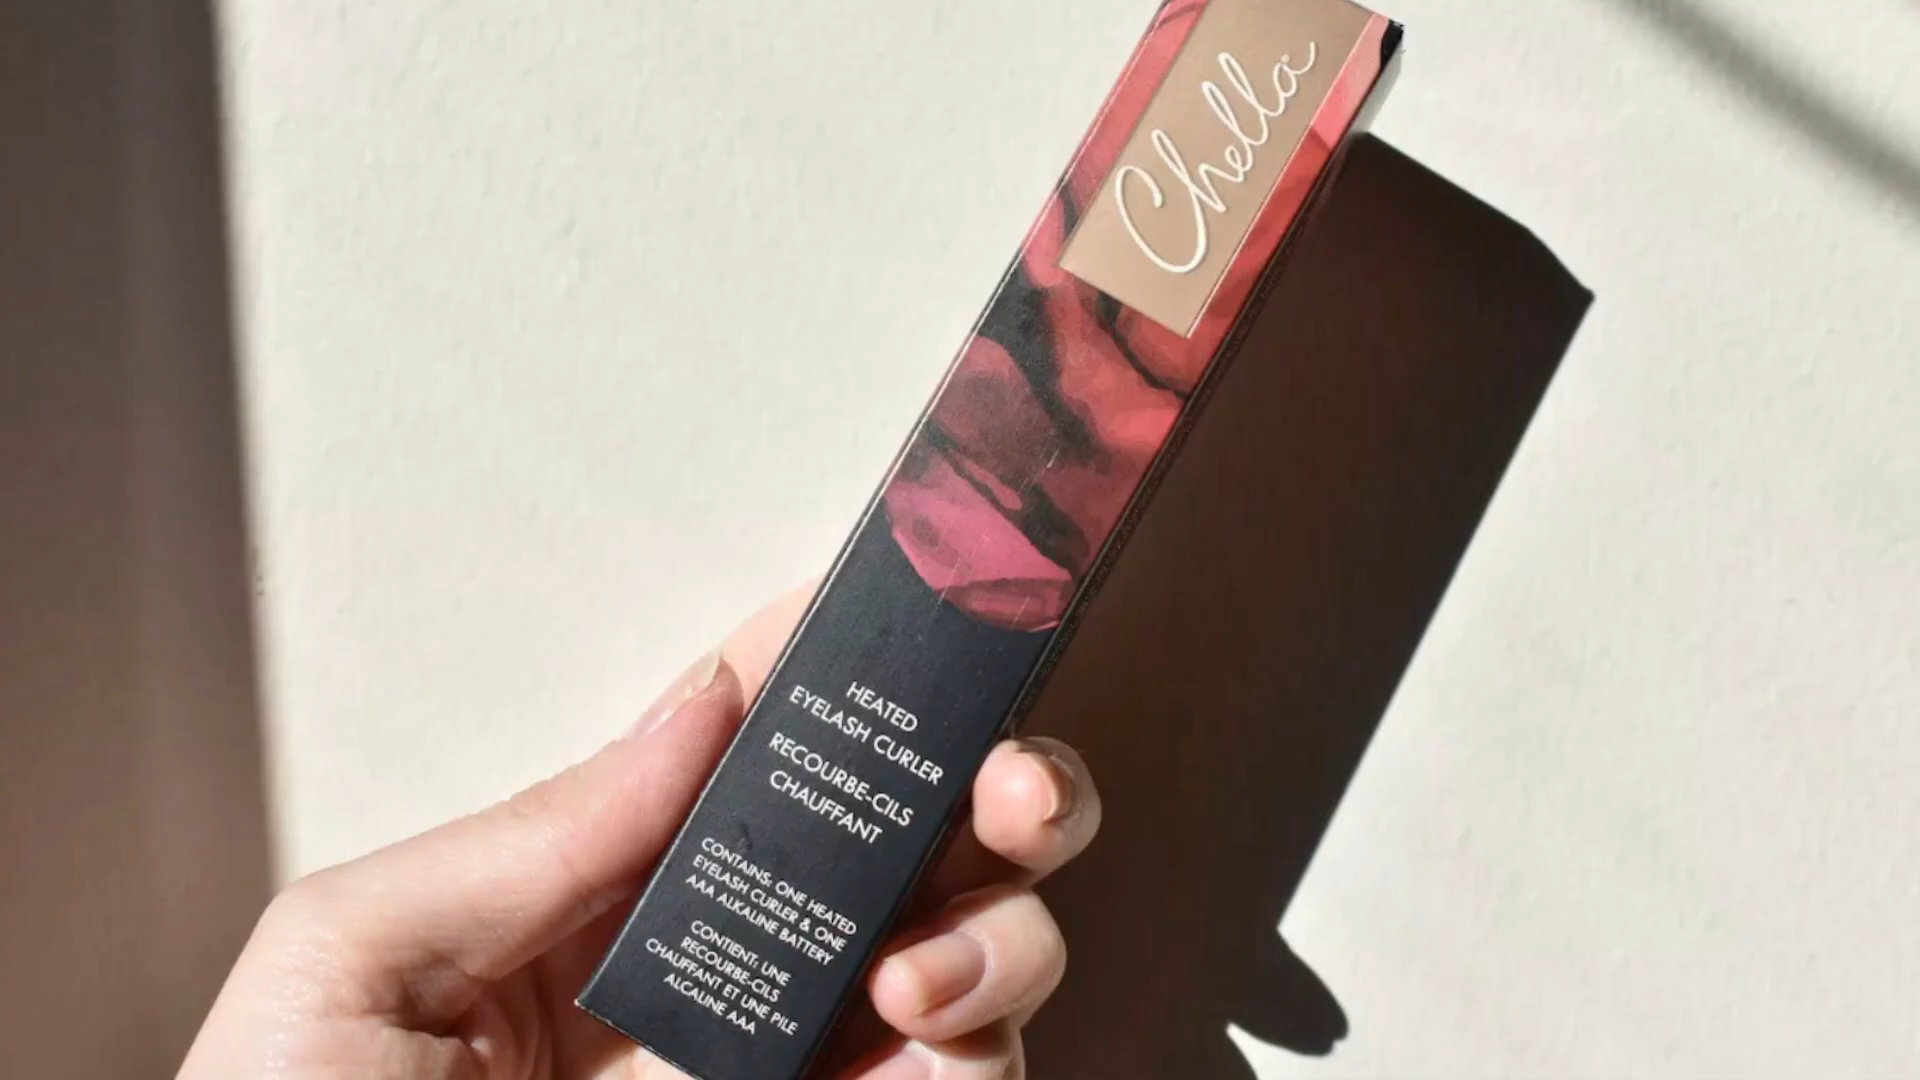 Chella
HEATED
EYELASH CURLER
RECOURBE-CILS
CHAUFFANT
CONTAINS: ONE HEATED
EYELASH CURLER & ONE
AAA ALKALINE BATTERY
CONTIENT: UNE
RECOURBE-CILS
CHAUFFANT ET UNE PILE
ALCALINE AAA